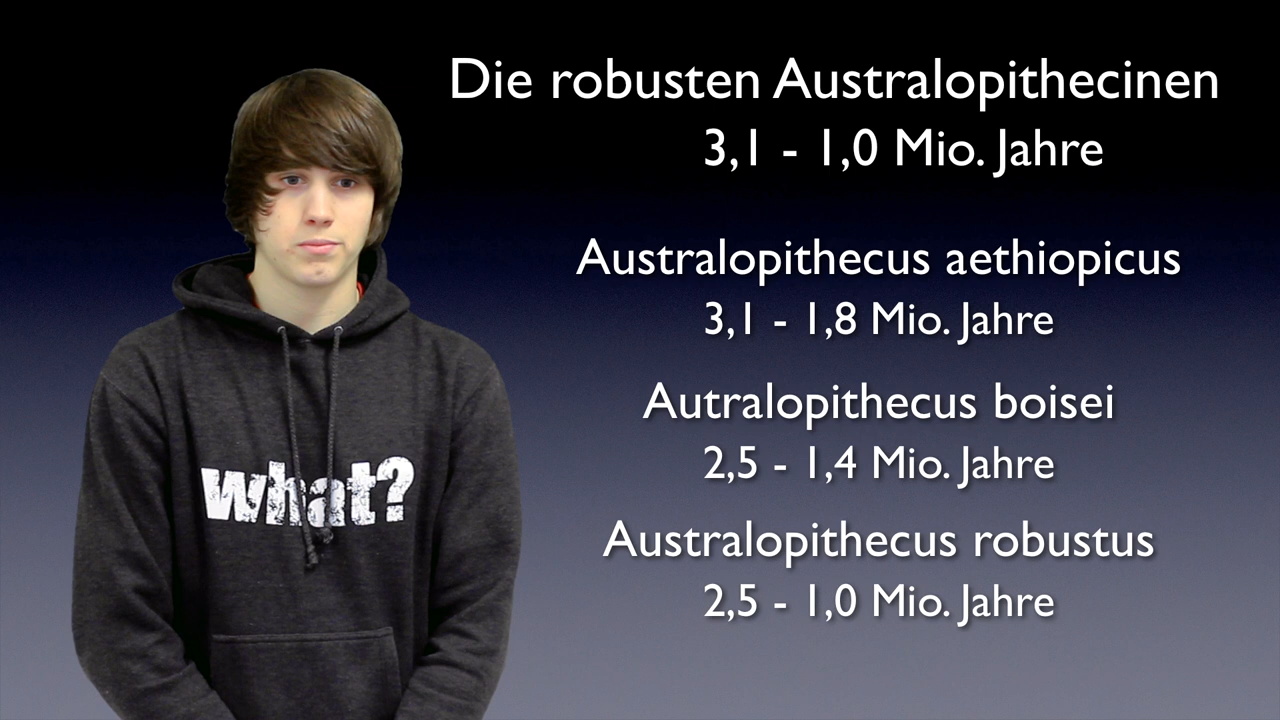 Die robusten Australopithecinen
3,1 - 1,0 Mio. Jahre
Australopithecus aethiopicus
3,1 - 1,8 Mio. Jahre
Autralopithecus boisei
2,5 - 1,4 Mio. Jahre
Australopithecus robustus
2,5 - 1,0 Mio. Jahre
what?